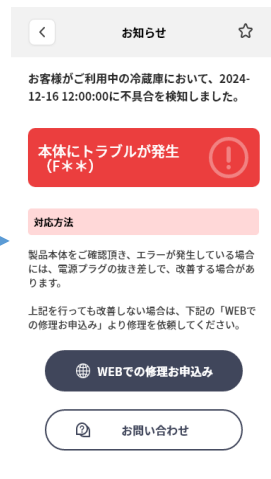 お知らせ
お客様がご利用中の冷蔵庫において、2024-
12-16 12:00:00に不具合を検知しました。
本体にトラブルが発生
（F＊＊）
対応方法
製品本体をご確認頂き、エラーが発生している場合
には、電源プラグの抜き差しで、改善する場合があ
ります。
上記を行っても改善しない場合は、下記の「WEBで
の修理お申込み」より修理を依頼してください。
WEBでの修理お申込み
お問い合わせ